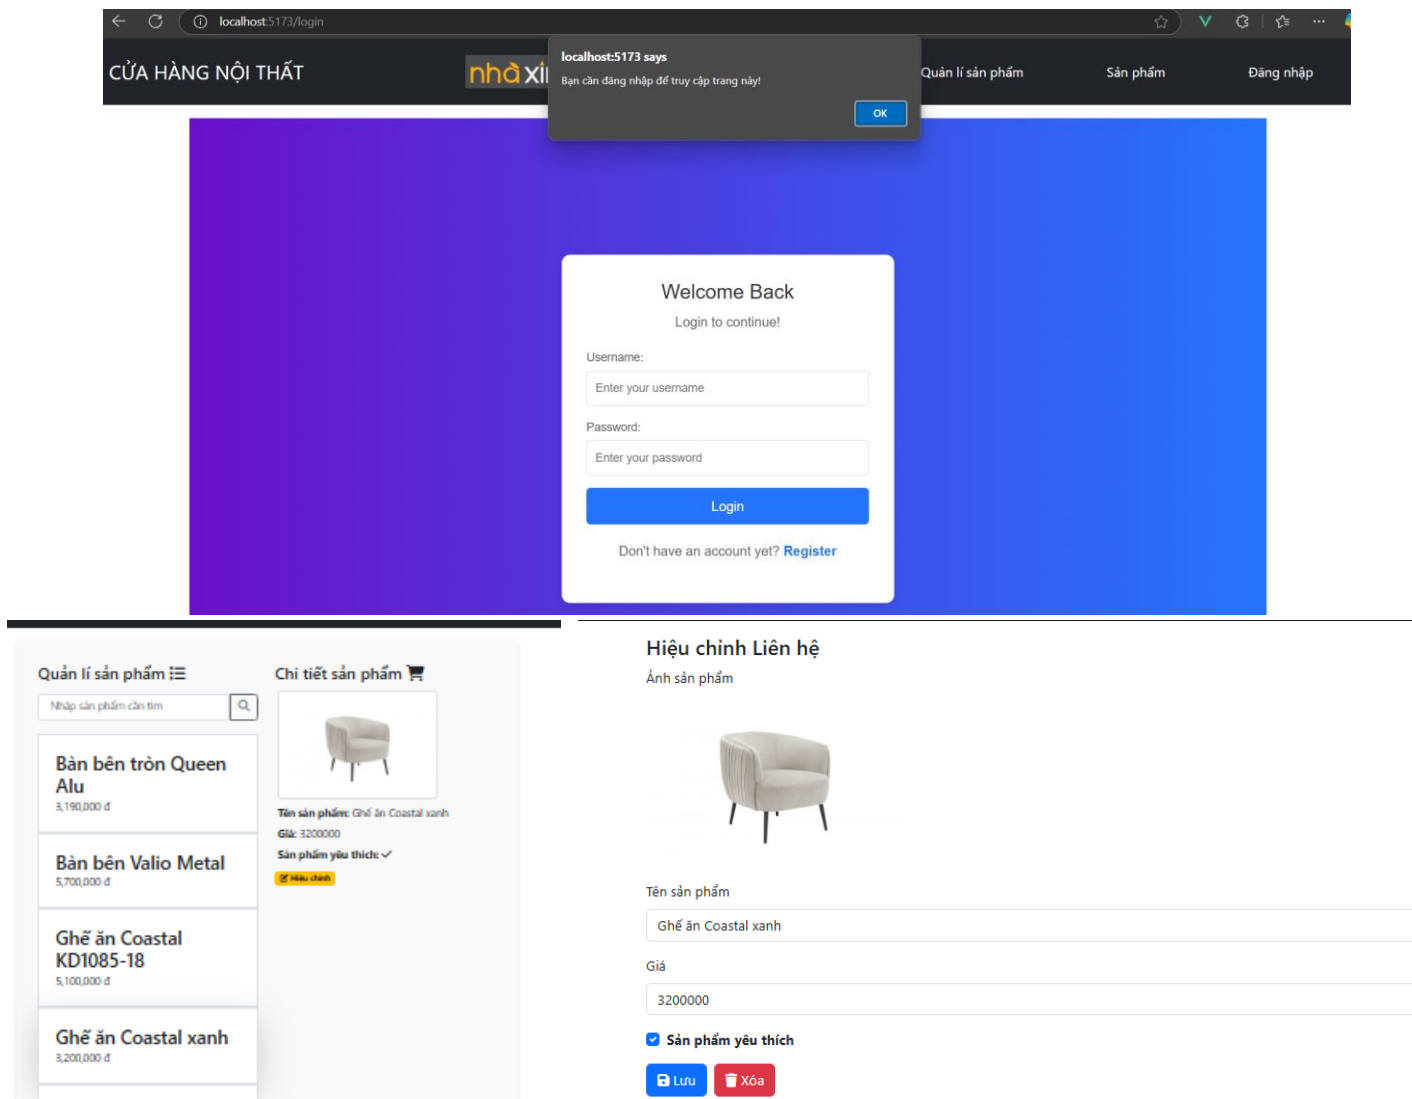 localhost:5173/login
CỬA HÀNG NỘI THẤT
nhà
localhost:5173 says
Bạn cần đăng nhập để truy cập trang này!
OK
Quản lí sản phẩm
Sản phẩm
Đăng nhập
Welcome Back
Login to continue!
Username:
Enter your username
Password:
Enter your password
Login
Don't have an account yet? Register
Quản lí sản phẩm
Nhập sản phẩm cần tìm
Bàn bên tròn Queen
Alu
3,190,000 đ
Bàn bên Valio Metal
5,700,000 đ
Ghế ăn Coastal
KD1085-18
5,100,000 đ
Ghế ăn Coastal xanh
3,200,000 đ
Chi tiết sản phẩm
Tên sản phẩm: Ghế ăn Coastal xanh
Giá: 3200000
Sản phẩm yêu thích:
Hiệu chỉnh
Hiệu chỉnh Liên hệ
Ảnh sản phẩm
Tên sản phẩm
Ghế ăn Coastal xanh
Giá
3200000
Sản phẩm yêu thích
Lưu
Xóa